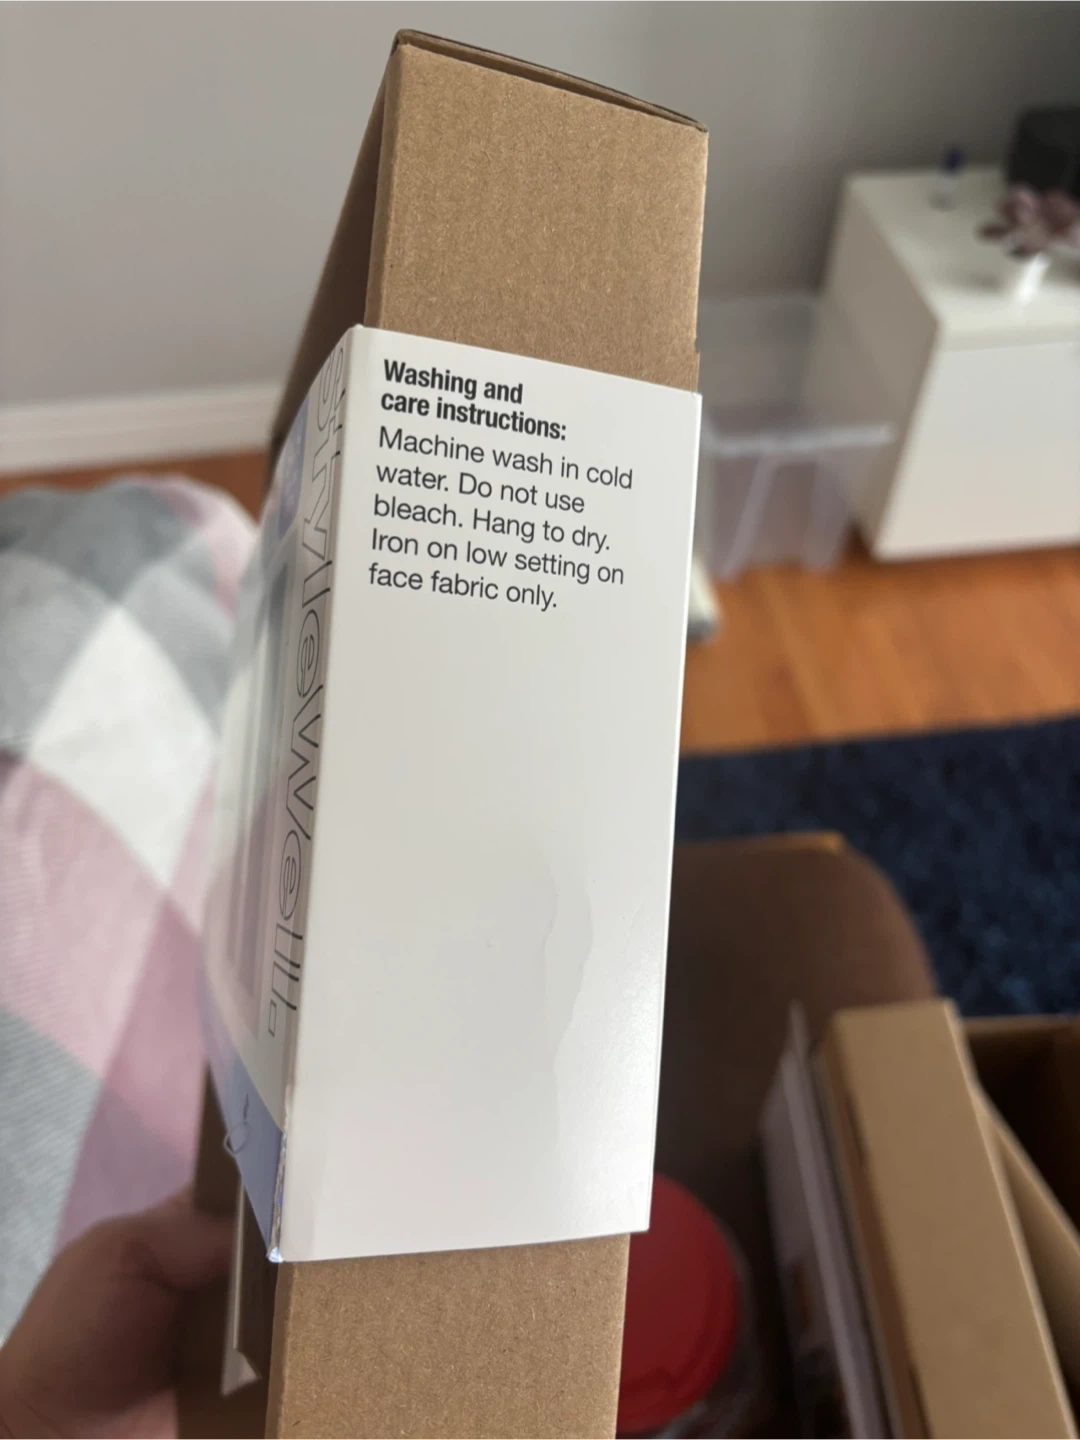 Washing and
care instructions:
Machine wash in cold
water. Do not use
bleach. Hang to dry.
Iron on low setting on
face fabric only.
stylewell